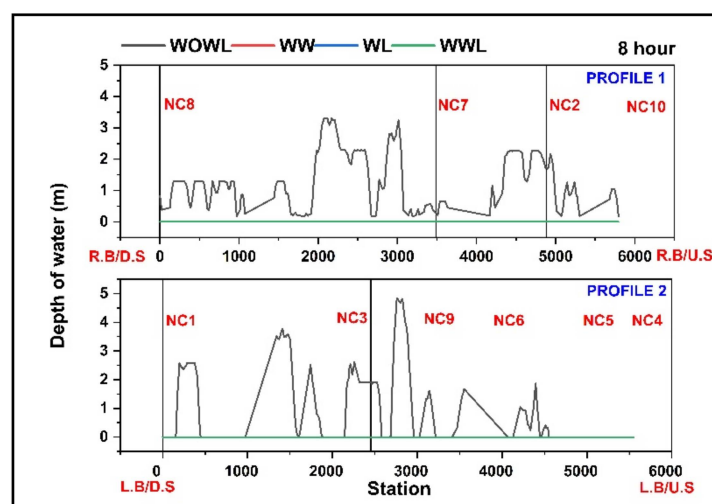 WOWL WW WL WWL 8 hour
PROFILE 1
NC8 NC7 NC2 NC10
5
4
3
2
1
0
R.B/D.S 0 1000 2000 3000 4000 5000 6000 R.B/U.S
Depth of water (m)
PROFILE 2
NC1 NC3 NC9 NC6 NC5 NC4
5
4
3
2
1
0
0 1000 2000 3000 4000 5000 6000
L.B/D.S Station L.B/U.S